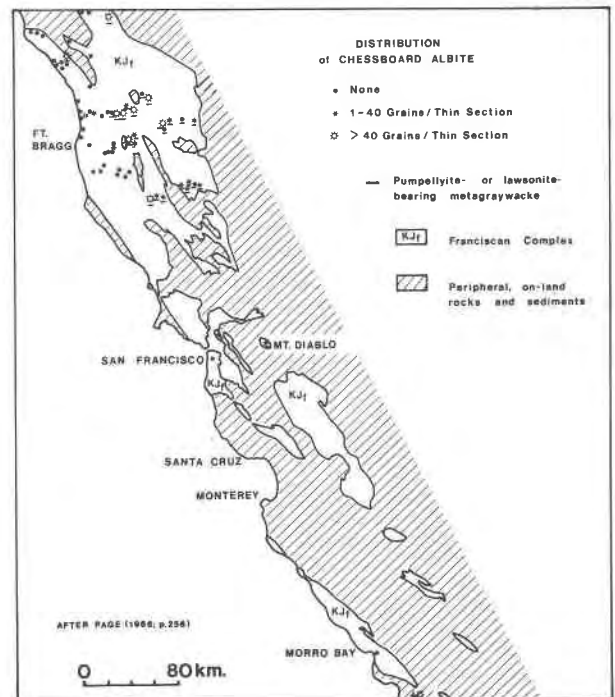 DISTRIBUTION
of CHESSBOARD ALBITE
None
1-40 Grains / Thin Section
> 40 Grains / Thin Section
Pumpellyite- or lawsonite-
bearing metagraywacke
KJf Franciscan Complex
Peripheral, on-land
rocks and sediments
KJf
FT.
BRAGG
SAN FRANCISCO
MT. DIABLO
KJf
KJf
SANTA CRUZ
MONTEREY
KJf
MORRO BAY
AFTER PAGE (1966; p.256)
0 80km.